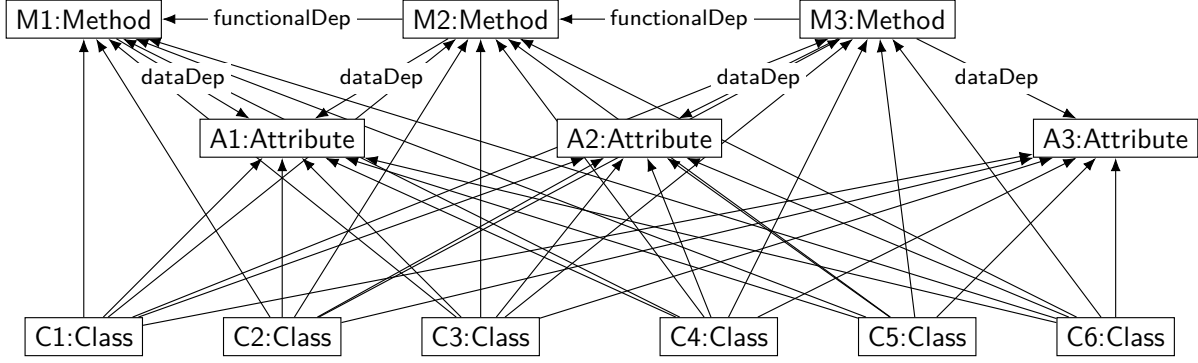 M1:Method functionalDep M2:Method functionalDep M3:Method
dataDep dataDep dataDep dataDep
A1:Attribute A2:Attribute A3:Attribute
C1:Class C2:Class C3:Class C4:Class C5:Class C6:Class